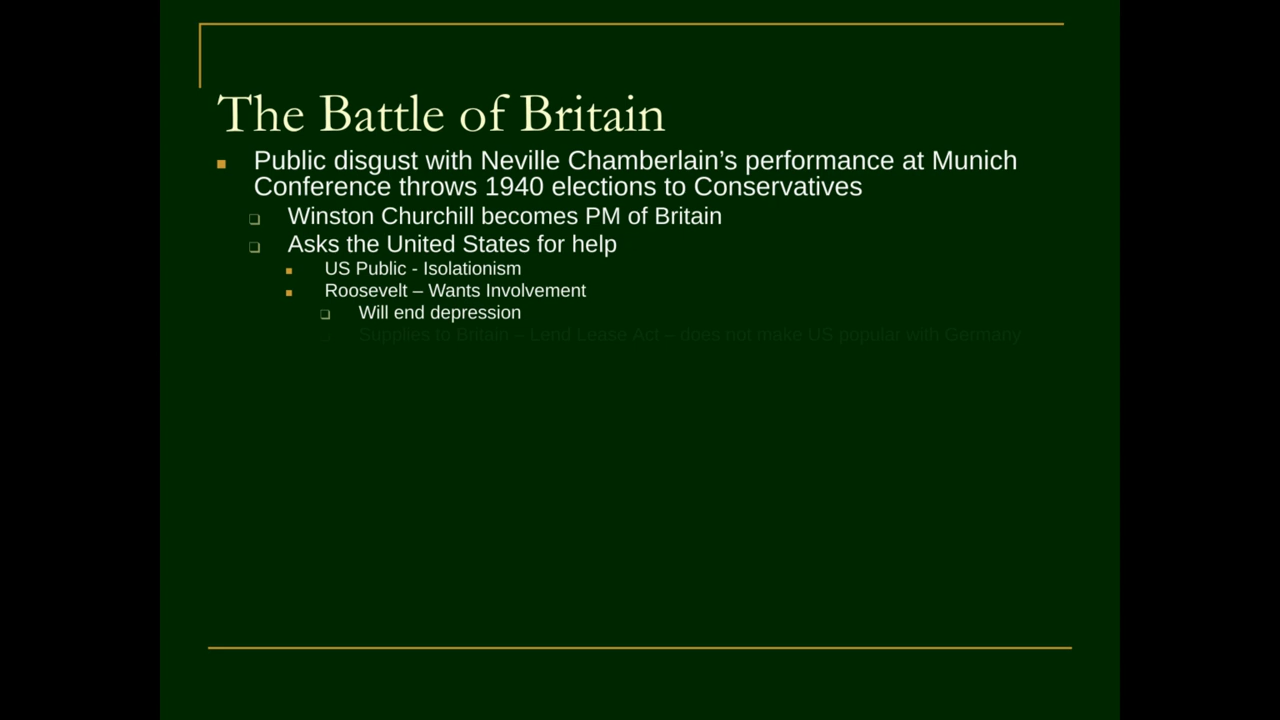 The Battle of Britain
Public disgust with Neville Chamberlain’s performance at Munich
Conference throws 1940 elections to Conservatives
Winston Churchill becomes PM of Britain
Asks the United States for help
US Public - Isolationism
Roosevelt – Wants Involvement
Will end depression
Supplies to Britain – Lend Lease Act – does not make US popular with Germany